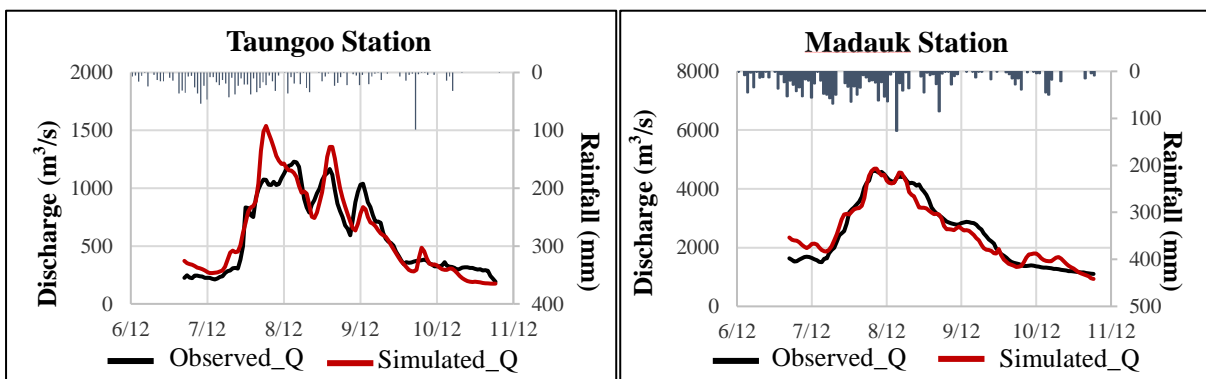 Taungoo Station
Discharge (m³/s)
2000
1500
1000
500
0
0
100
200
300
400
Rainfall (mm)
6/12 7/12 8/12 9/12 10/12 11/12
Observed_Q Simulated_Q
Madauk Station
Discharge (m³/s)
8000
6000
4000
2000
0
0
100
200
300
400
500
Rainfall (mm)
6/12 7/12 8/12 9/12 10/12 11/12
Observed_Q Simulated_Q